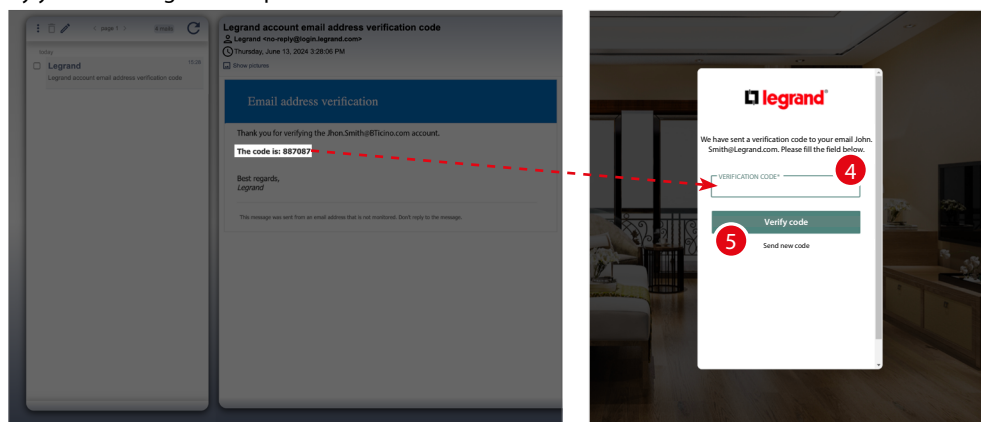 page 1
Legrand account email address verification code
Legrand <no-reply@login.legrand.com>
Thursday, June 13, 2024 3:28:06 PM
Show pictures
today
Legrand
Legrand account email address verification code
Email address verification
Thank you for verifying the Jhon.Smith@BTicino.com account.
The code is: 887087
Best regards,
Legrand
This message was sent from an email address that is not monitored. Don't reply to the message.
legrand®
We have sent a verification code to your email John.
Smith@Legrand.com. Please fill the field below.
4
VERIFICATION CODE*
Verify code
5
Send new code